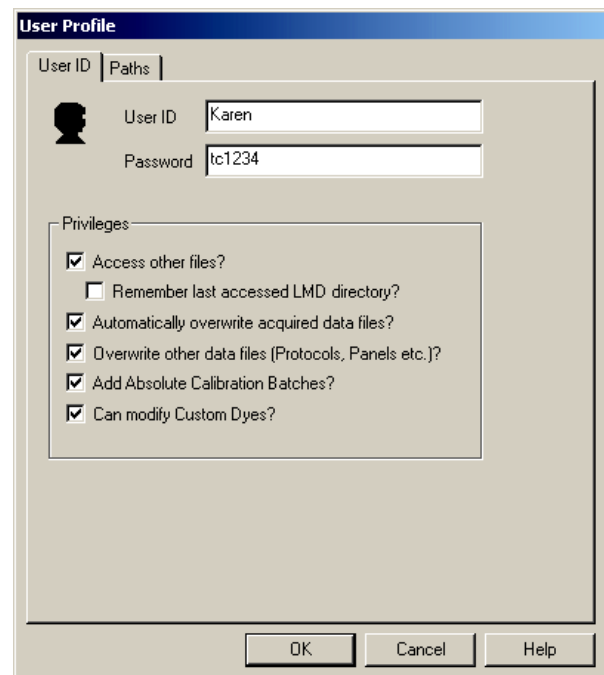 User Profile
User ID
Paths
User ID
Karen
Password
tc1234
Privileges
Access other files?
Remember last accessed LMD directory?
Automatically overwrite acquired data files?
Overwrite other data files (Protocols, Panels etc.)?
Add Absolute Calibration Batches?
Can modify Custom Dyes?
OK
Cancel
Help